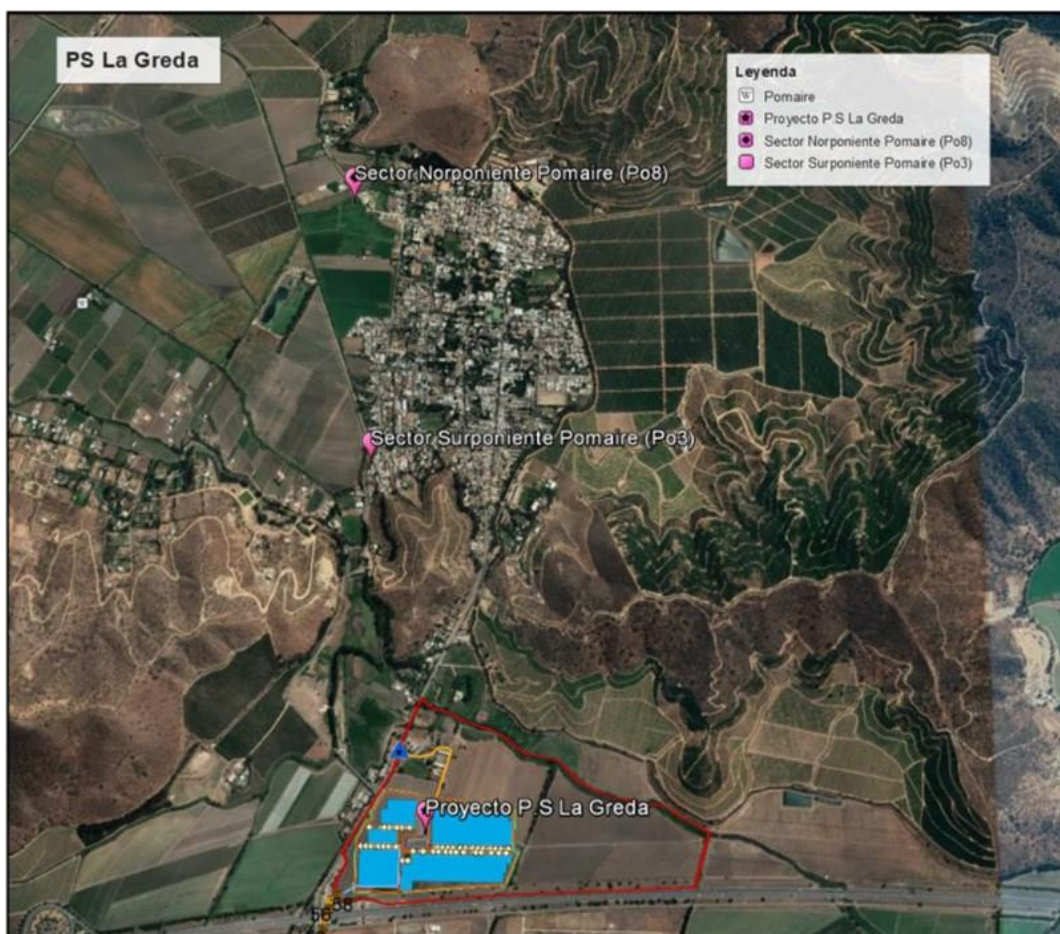 PS La Greda
Leyenda
W Pomaire
Proyecto P.S La Greda
Sector Norponiente Pomaire (Po8)
Sector Surponiente Pomaire (Po3)
Sector Norponiente Pomaire (Po8)
W
Sector Surponiente Pomaire (Po3)
Proyecto P.S La Greda